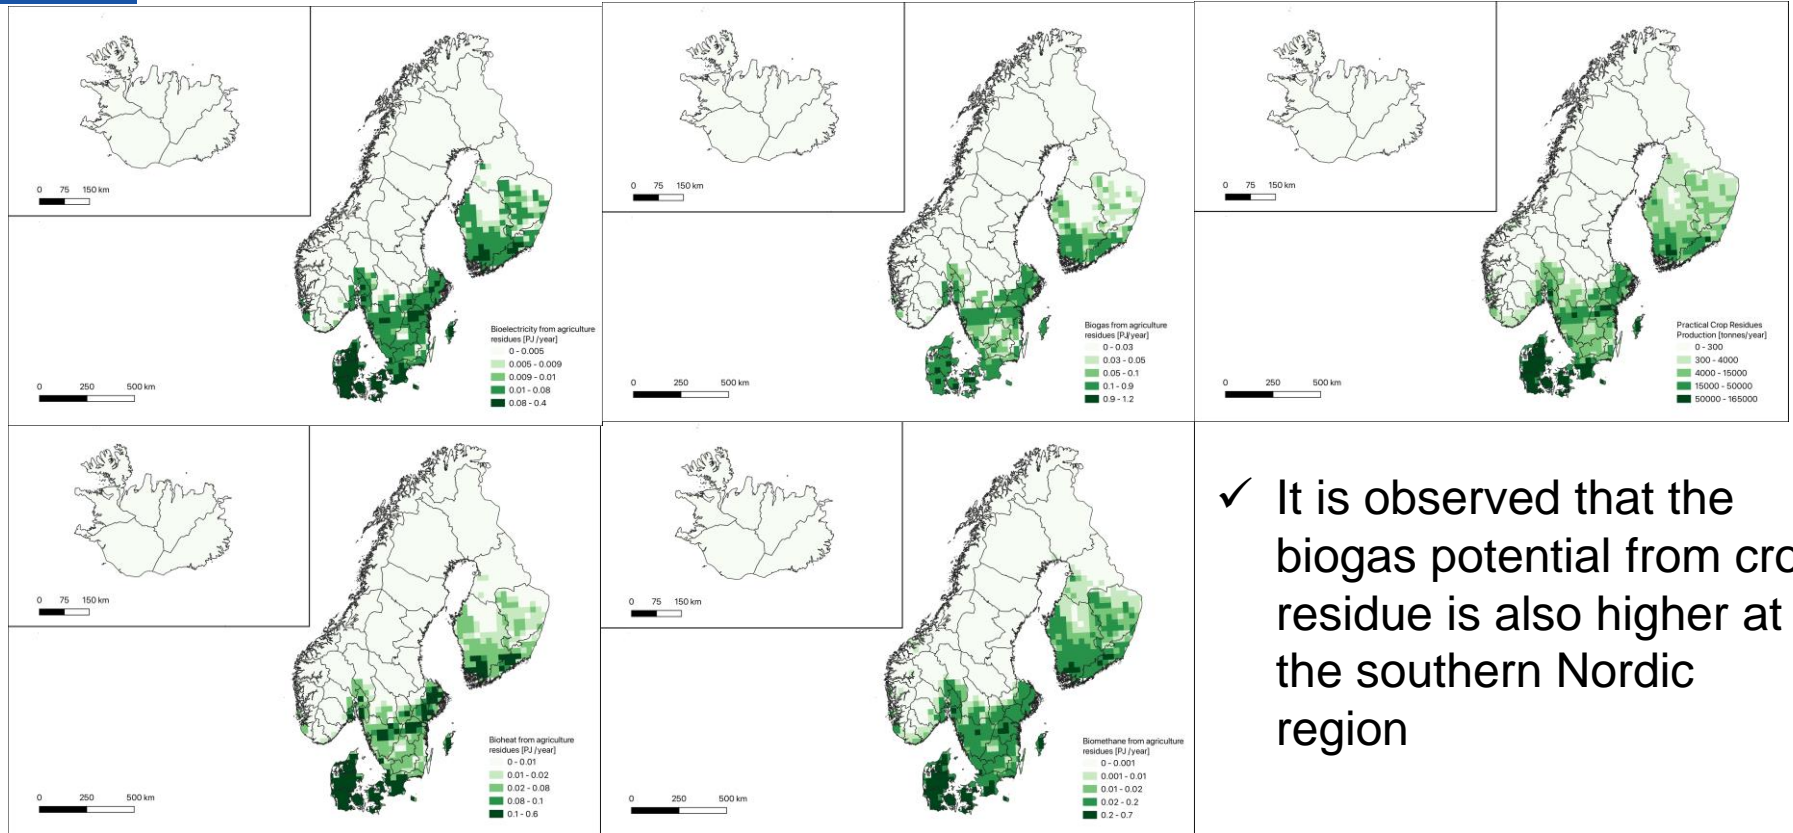 0 75 150 km
0 250 500 km
Bioelectricity from agriculture
residues [PJ /year]
0 - 0.005
0.005 - 0.009
0.009 - 0.01
0.01 - 0.08
0.08 - 0.4
0 75 150 km
0 250 500 km
Biogas from agriculture
residues [PJ/year]
0 - 0.03
0.03 - 0.05
0.05 - 0.1
0.1 - 0.9
0.9 - 1.2
0 75 150 km
0 250 500 km
Practical Crop Residues
Production [tonnes/year]
0 - 300
300 - 4000
4000 - 15000
15000 - 50000
50000 - 165000
0 75 150 km
0 250 500 km
Bioheat from agriculture
residues [PJ /year]
0 - 0.01
0.01 - 0.02
0.02 - 0.08
0.08 - 0.1
0.1 - 0.6
0 75 150 km
0 250 500 km
Biomethane from agriculture
residues [PJ /year]
0 - 0.001
0.001 - 0.01
0.01 - 0.02
0.02 - 0.2
0.2 - 0.7
✓ It is observed that the
biogas potential from cro
residue is also higher at
the southern Nordic
region